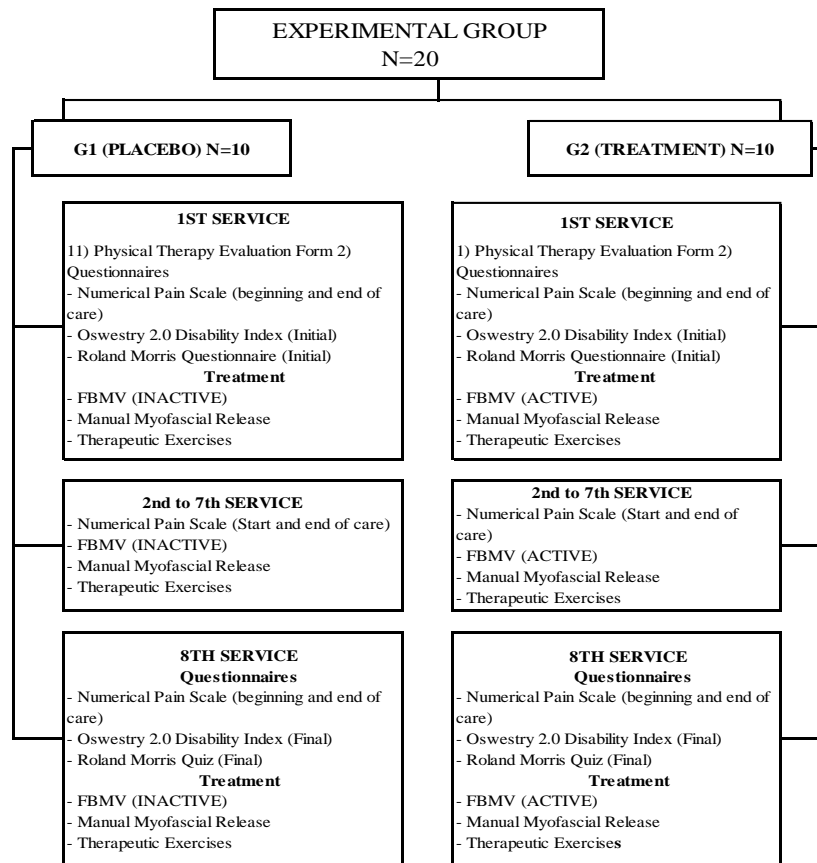 EXPERIMENTAL GROUP
N=20
G1 (PLACEBO) N=10
G2 (TREATMENT) N=10
1ST SERVICE
11) Physical Therapy Evaluation Form 2)
Questionnaires
- Numerical Pain Scale (beginning and end of
care)
- Oswestry 2.0 Disability Index (Initial)
- Roland Morris Questionnaire (Initial)
Treatment
- FBMV (INACTIVE)
- Manual Myofascial Release
- Therapeutic Exercises
1ST SERVICE
1) Physical Therapy Evaluation Form 2)
Questionnaires
- Numerical Pain Scale (beginning and end of
care)
- Oswestry 2.0 Disability Index (Initial)
- Roland Morris Questionnaire (Initial)
Treatment
- FBMV (ACTIVE)
- Manual Myofascial Release
- Therapeutic Exercises
2nd to 7th SERVICE
- Numerical Pain Scale (Start and end of care)
- FBMV (INACTIVE)
- Manual Myofascial Release
- Therapeutic Exercises
2nd to 7th SERVICE
- Numerical Pain Scale (Start and end of
care)
- FBMV (ACTIVE)
- Manual Myofascial Release
- Therapeutic Exercises
8TH SERVICE
Questionnaires
- Numerical Pain Scale (beginning and end of
care)
- Oswestry 2.0 Disability Index (Final)
- Roland Morris Quiz (Final)
Treatment
- FBMV (INACTIVE)
- Manual Myofascial Release
- Therapeutic Exercises
8TH SERVICE
Questionnaires
- Numerical Pain Scale (beginning and end of
care)
- Oswestry 2.0 Disability Index (Final)
- Roland Morris Quiz (Final)
Treatment
- FBMV (ACTIVE)
- Manual Myofascial Release
- Therapeutic Exercises